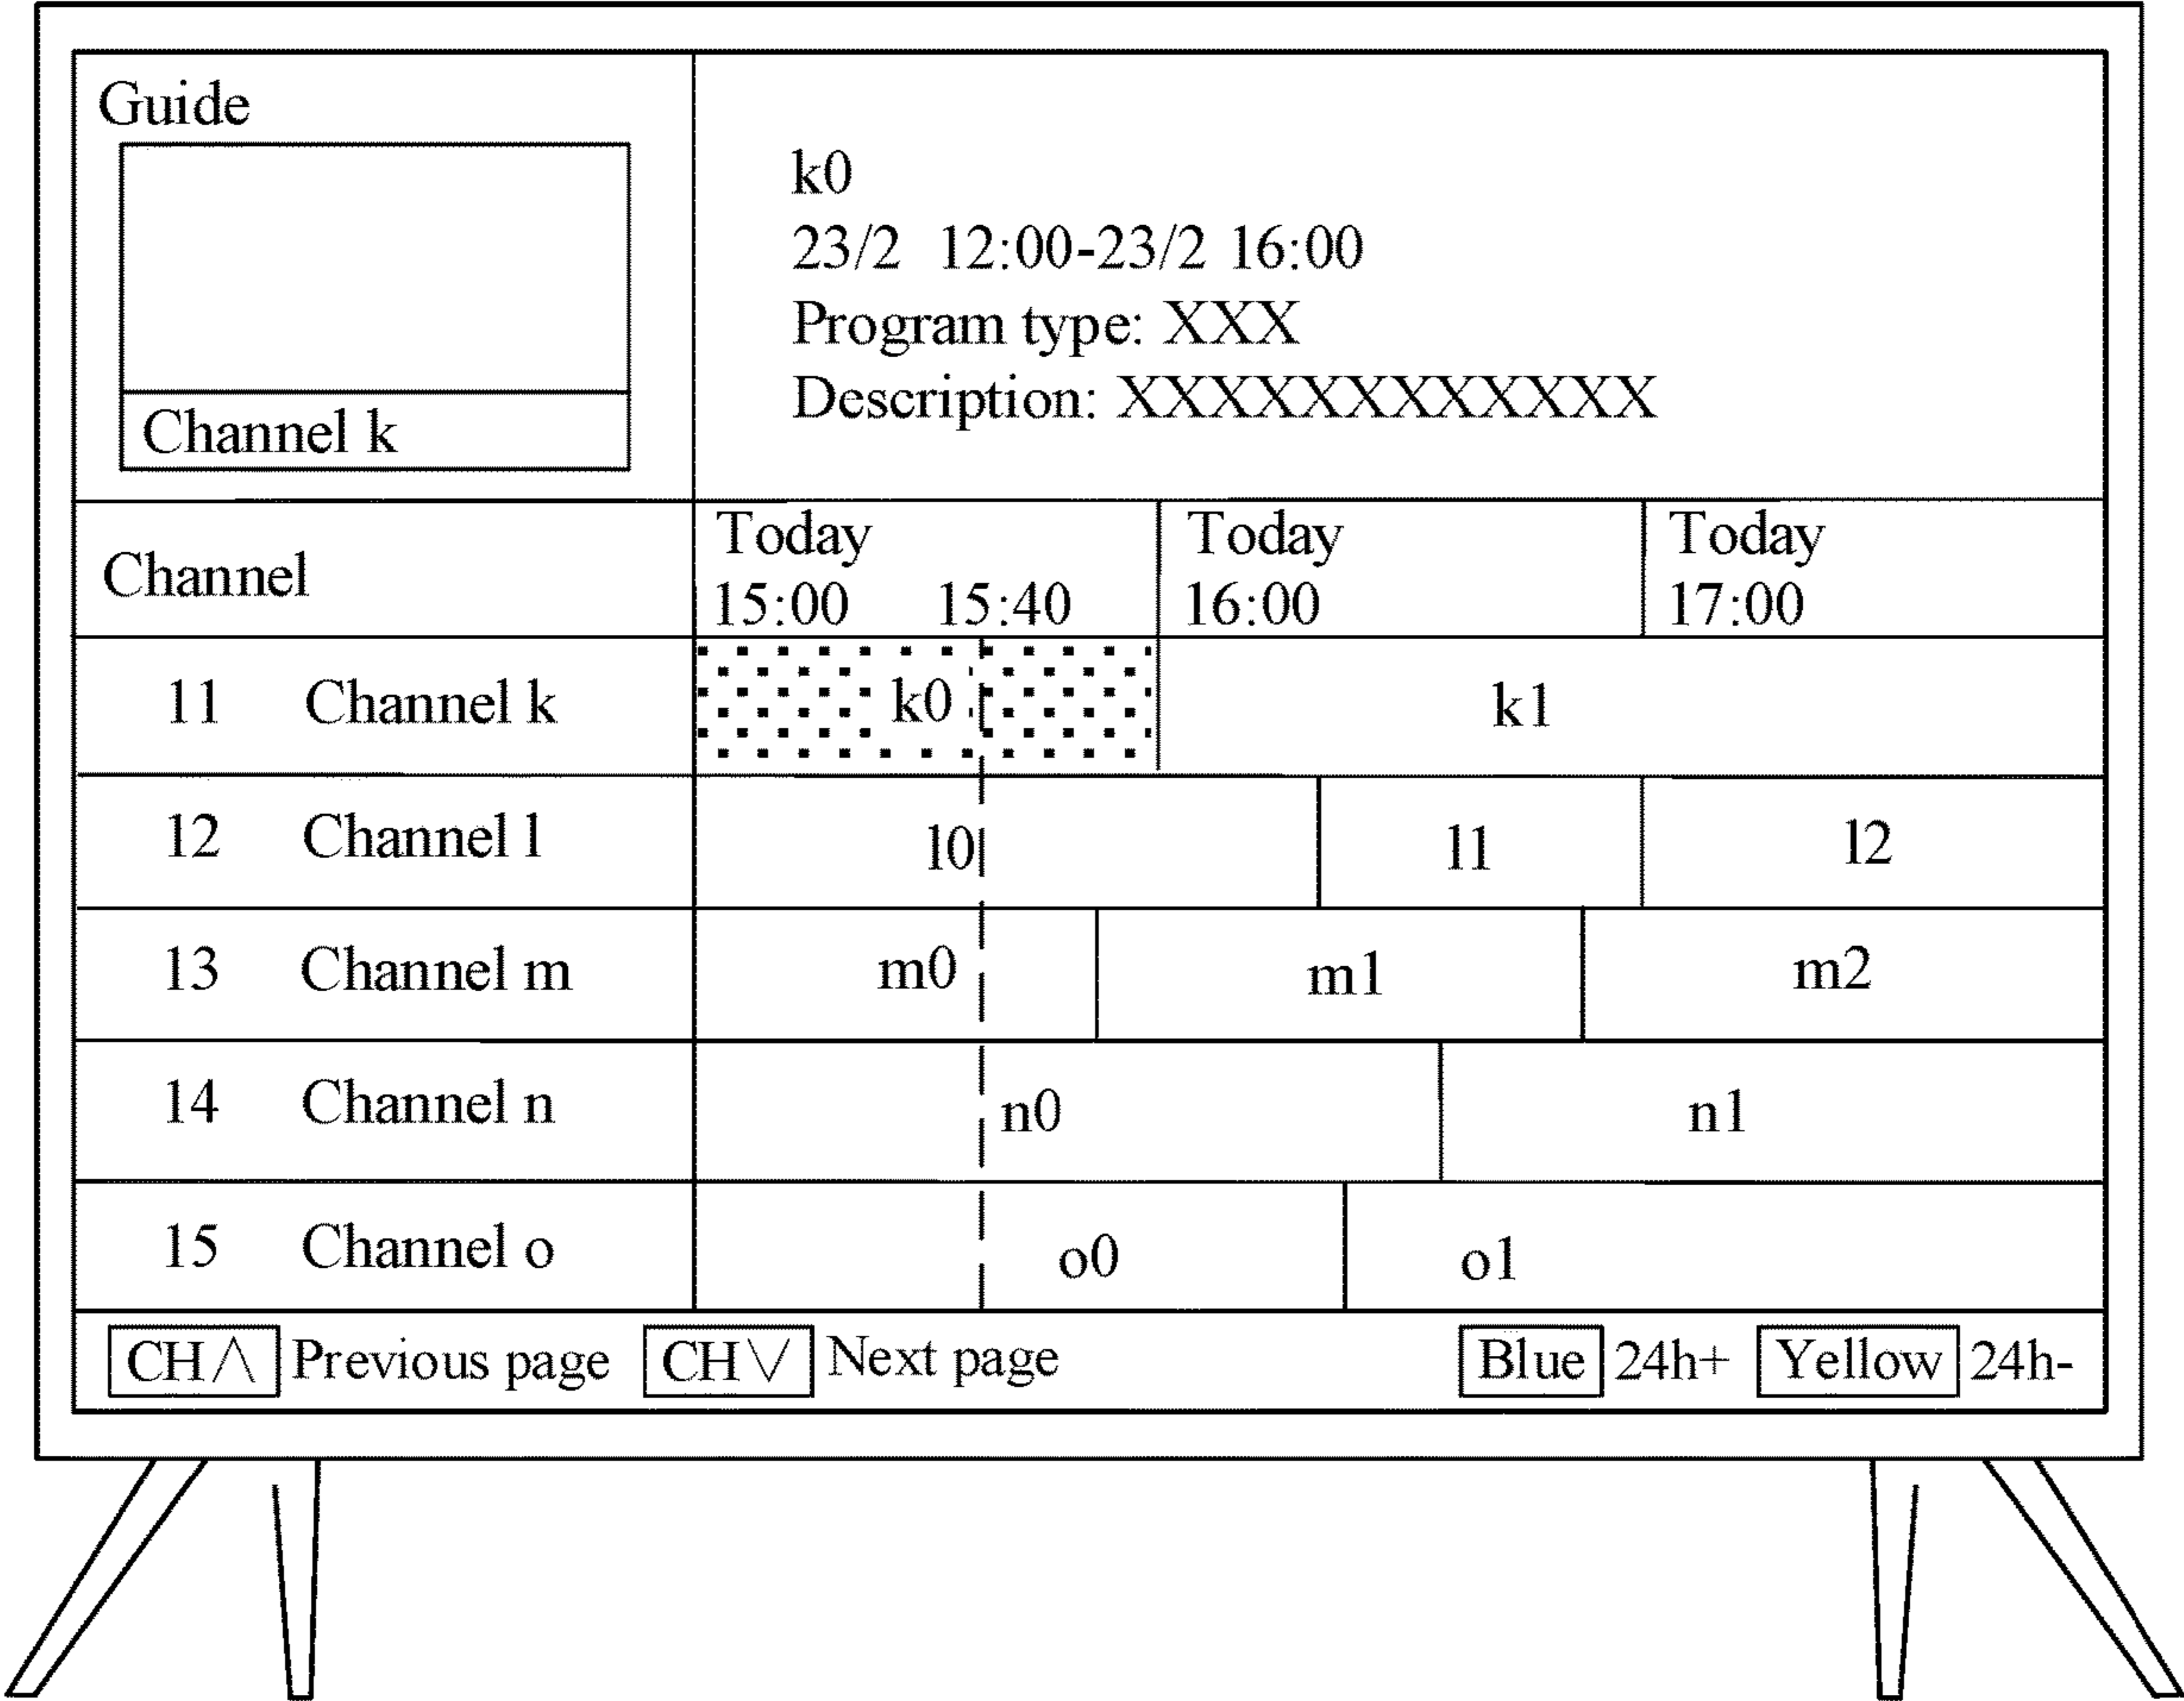 Guide
Channel k
k0
23/2 12:00-23/2 16:00
Program type: XXX
Description: XXXXXXXXXXXX
Channel
Today
15:00 15:40
Today
16:00
Today
17:00
11 Channel k k0 k1
12 Channel l l0 l1 l2
13 Channel m m0 m1 m2
14 Channel n n0 n1
15 Channel o o0 o1
CH∧ Previous page CH∨ Next page Blue 24h+ Yellow 24h-